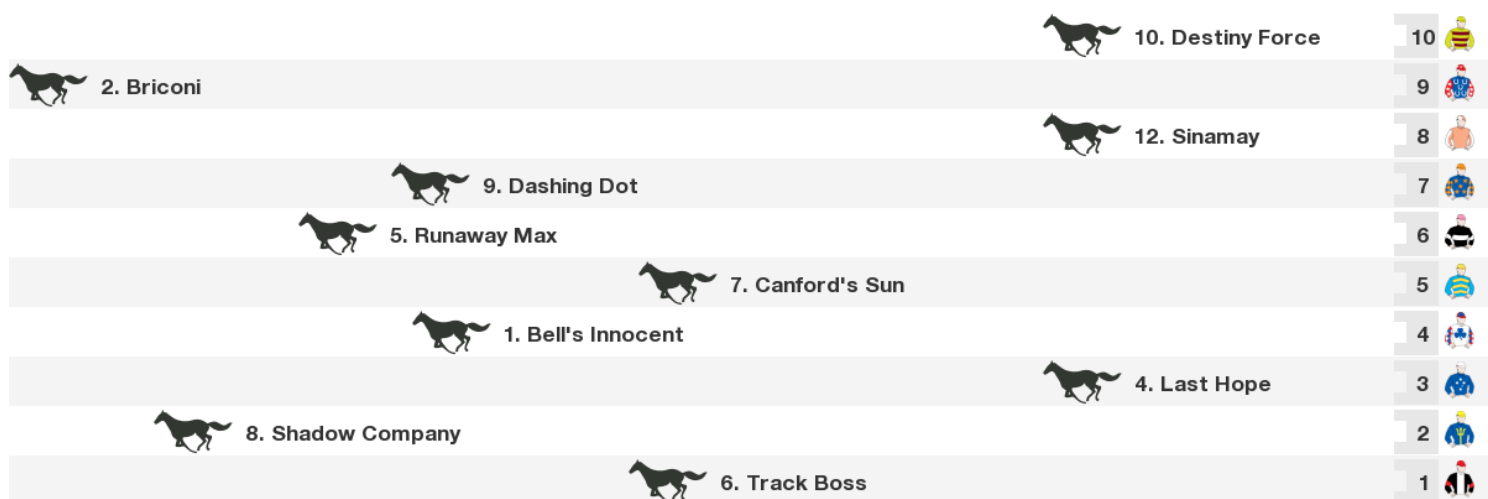 10. Destiny Force 10
2. Briconi 9
12. Sinamay 8
9. Dashing Dot 7
5. Runaway Max 6
7. Canford's Sun 5
1. Bell's Innocent 4
4. Last Hope 3
8. Shadow Company 2
6. Track Boss 1